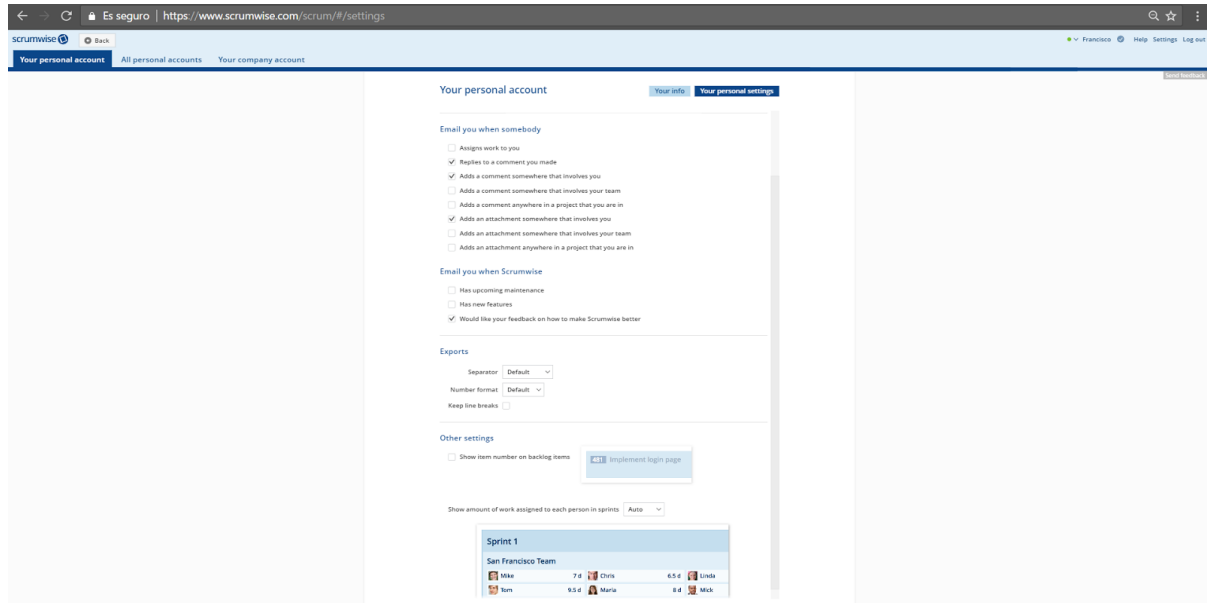 Es seguro | https://www.scrumwise.com/scrum/#/settings
scrumwise Back Francisco Help Settings Log out
Your personal account All personal accounts Your company account
Send feedback
Your personal account Your info Your personal settings
Email you when somebody
Assigns work to you
Replies to a comment you made
Adds a comment somewhere that involves you
Adds a comment somewhere that involves your team
Adds a comment anywhere in a project that you are in
Adds an attachment somewhere that involves you
Adds an attachment somewhere that involves your team
Adds an attachment anywhere in a project that you are in
Email you when Scrumwise
Has upcoming maintenance
Has new features
Would like your feedback on how to make Scrumwise better
Exports
Separator Default
Number format Default
Keep line breaks
Other settings
Show item number on backlog items
Implement login page
Show amount of work assigned to each person in sprints Auto
Sprint 1
San Francisco Team
Mike 7 d Chris 6.5 d Linda
Tom 9.5 d Maria 8 d Mick